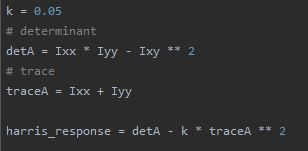 k = 0.05
# determinant
detA = Ixx * Iyy - Ixy ** 2
# trace
traceA = Ixx + Iyy
harris_response = detA - k * traceA ** 2